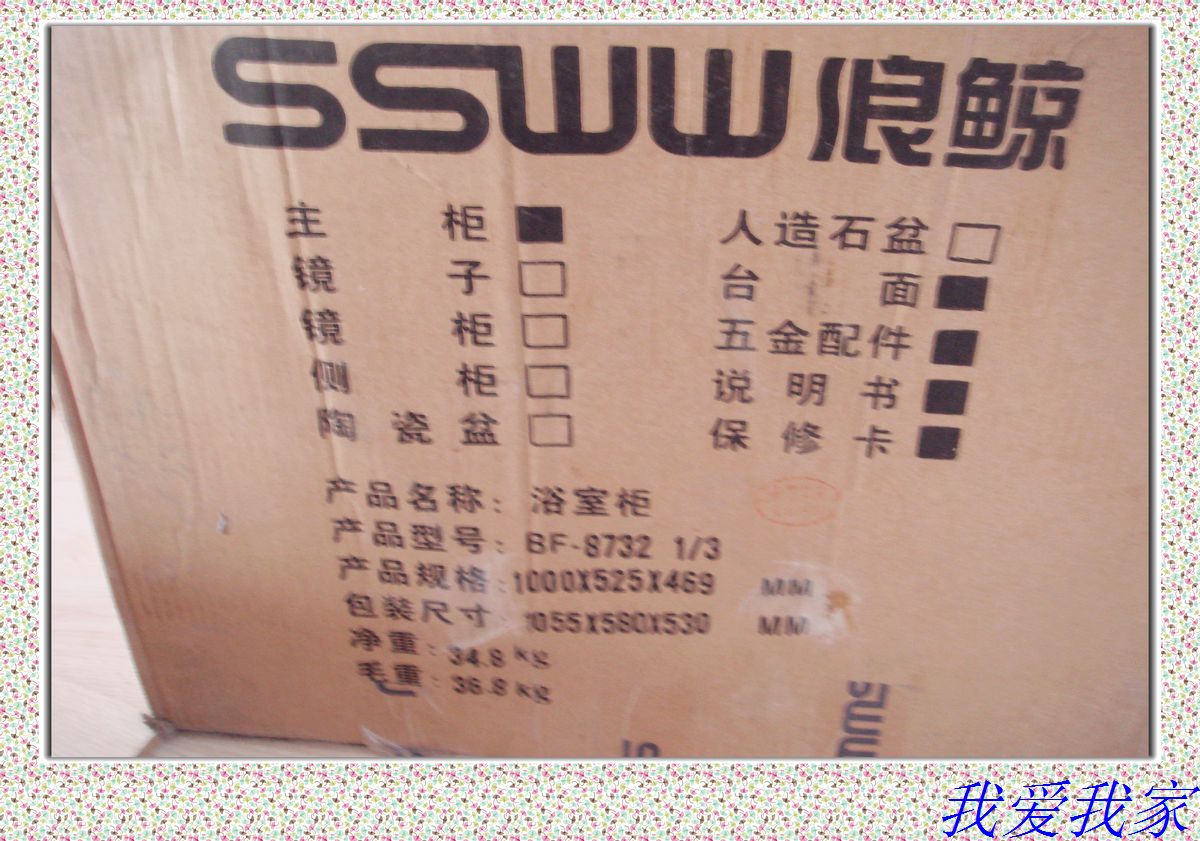 SSWW浪鲸
主柜■ 人造石盆□
镜子□ 台面■
镜柜□ 五金配件■
侧柜□ 说明书■
陶瓷盆□ 保修卡■
产品名称：浴室柜
产品型号：BF-8732 1/3
产品规格：1000X525X469 MM
包装尺寸：1055X580X530 MM
净重：34.8 kg
毛重：36.8 kg
我爱我家